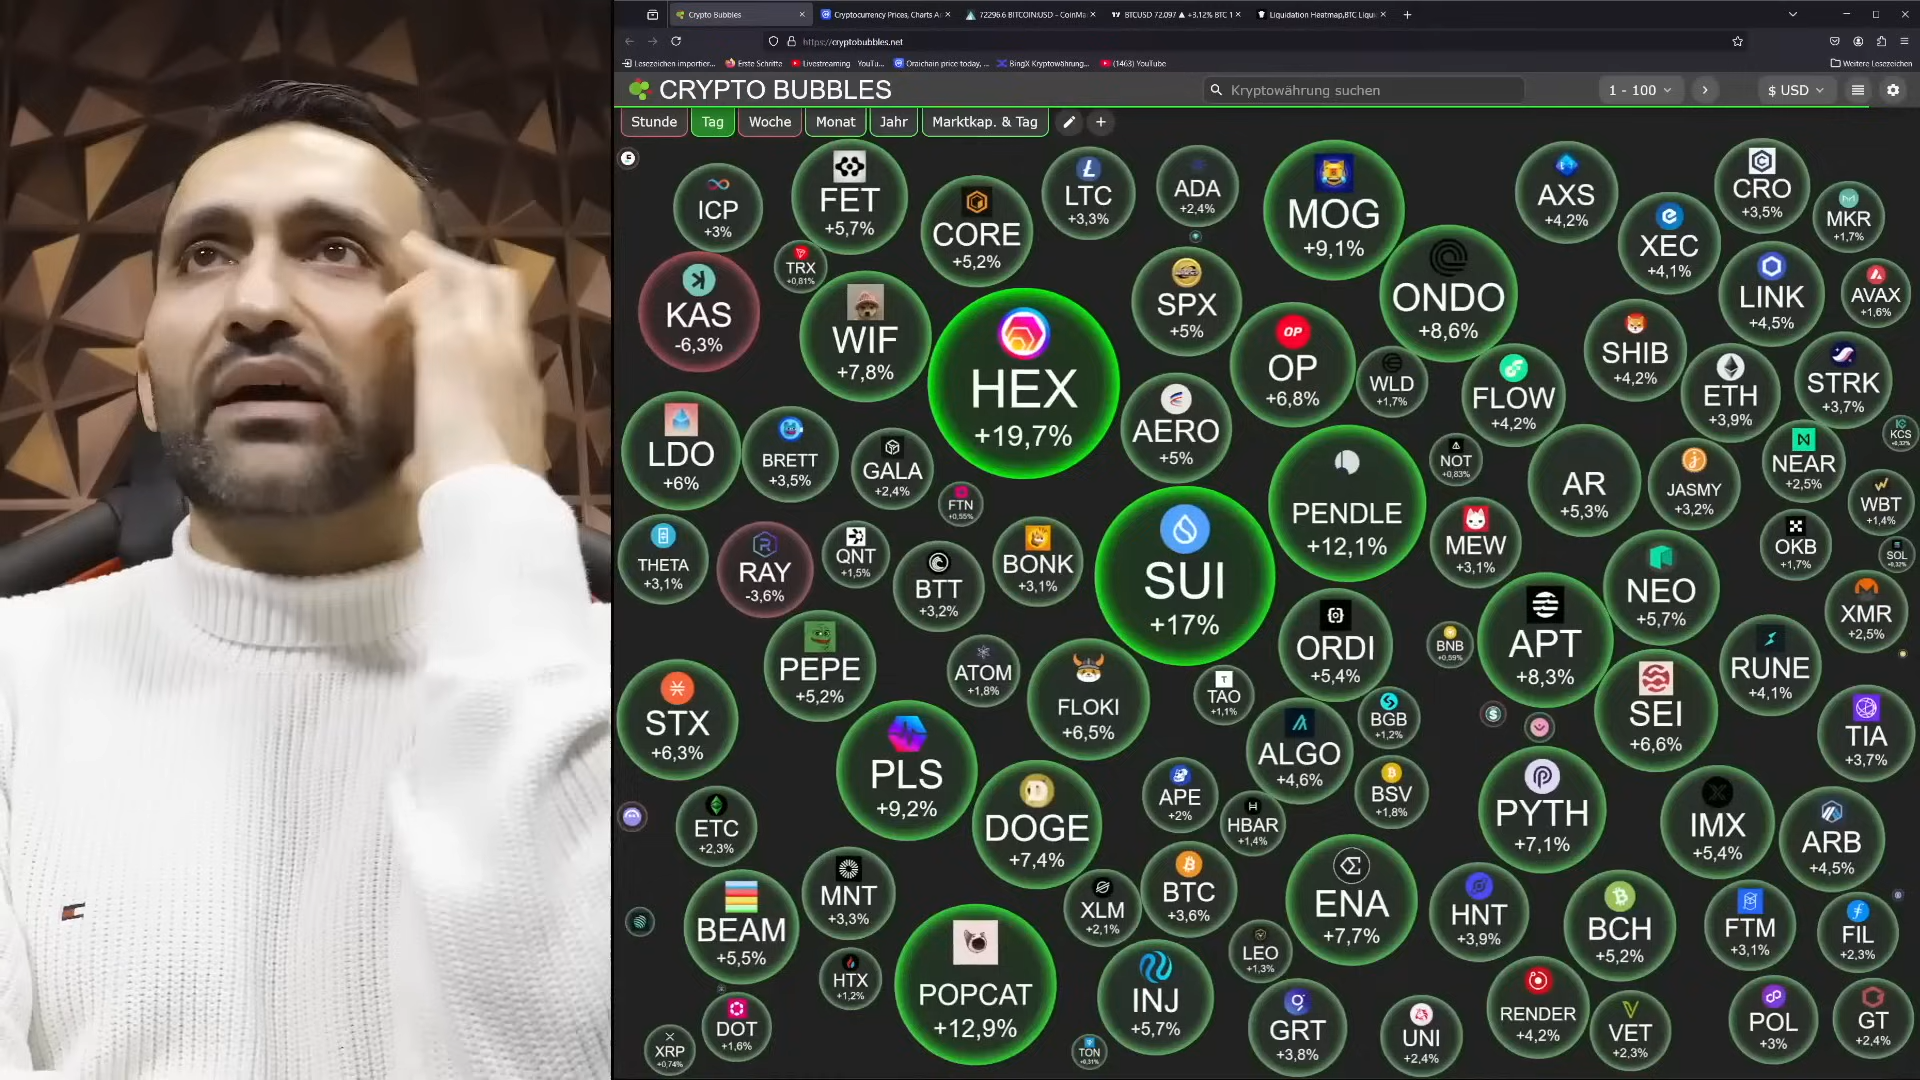 Crypto Bubbles
Cryptocurrency Prices, Charts A
72296.6 BITCOIN:USD – CoinMa
BTCUSD 72.097 ▲ +3.12% BTC 1
Liquidation Heatmap,BTC Liqui
https://cryptobubbles.net
Lesezeichen importier...
Erste Schritte
Livestreaming YouTu...
Oraichain price today, ...
BingX Kryptowährung...
(1463) YouTube
Weitere Lesezeichen
CRYPTO BUBBLES
Kryptowährung suchen
1 - 100
$ USD
Stunde
Tag
Woche
Monat
Jahr
Marktkap. & Tag
ICP
+3%
FET
+5,7%
CORE
+5,2%
LTC
+3,3%
ADA
+2,4%
MOG
+9,1%
AXS
+4,2%
CRO
+3,5%
MKR
+1,7%
XEC
+4,1%
KAS
-6,3%
TRX
+0,81%
WIF
+7,8%
HEX
+19,7%
SPX
+5%
ONDO
+8,6%
LINK
+4,5%
AVAX
+1,6%
OP
OP
+6,8%
WLD
+1,7%
SHIB
+4,2%
FLOW
+4,2%
ETH
+3,9%
STRK
+3,7%
LDO
+6%
BRETT
+3,5%
GALA
+2,4%
AERO
+5%
KCS
+0,32%
NOT
+0,83%
AR
+5,3%
JASMY
+3,2%
NEAR
+2,5%
FTN
+0,55%
PENDLE
+12,1%
WBT
+1,4%
THETA
+3,1%
RAY
-3,6%
QNT
+1,5%
BTT
+3,2%
BONK
+3,1%
SUI
+17%
MEW
+3,1%
OKB
+1,7%
SOL
+0,32%
NEO
+5,7%
XMR
+2,5%
PEPE
+5,2%
ATOM
+1,8%
ORDI
+5,4%
BNB
+0,59%
APT
+8,3%
RUNE
+4,1%
STX
+6,3%
FLOKI
+6,5%
TAO
+1,1%
BGB
+1,2%
SEI
+6,6%
TIA
+3,7%
PLS
+9,2%
ALGO
+4,6%
DOGE
+7,4%
APE
+2%
BSV
+1,8%
PYTH
+7,1%
IMX
+5,4%
ARB
+4,5%
ETC
+2,3%
HBAR
+1,4%
MNT
+3,3%
BTC
+3,6%
ENA
+7,7%
BEAM
+5,5%
XLM
+2,1%
HNT
+3,9%
BCH
+5,2%
FTM
+3,1%
FIL
+2,3%
LEO
+1,3%
HTX
+1,2%
POPCAT
+12,9%
INJ
+5,7%
RENDER
+4,2%
DOT
+1,6%
GRT
+3,8%
UNI
+2,4%
VET
+2,3%
POL
+3%
GT
+2,4%
XRP
+0,74%
TON
+0,31%